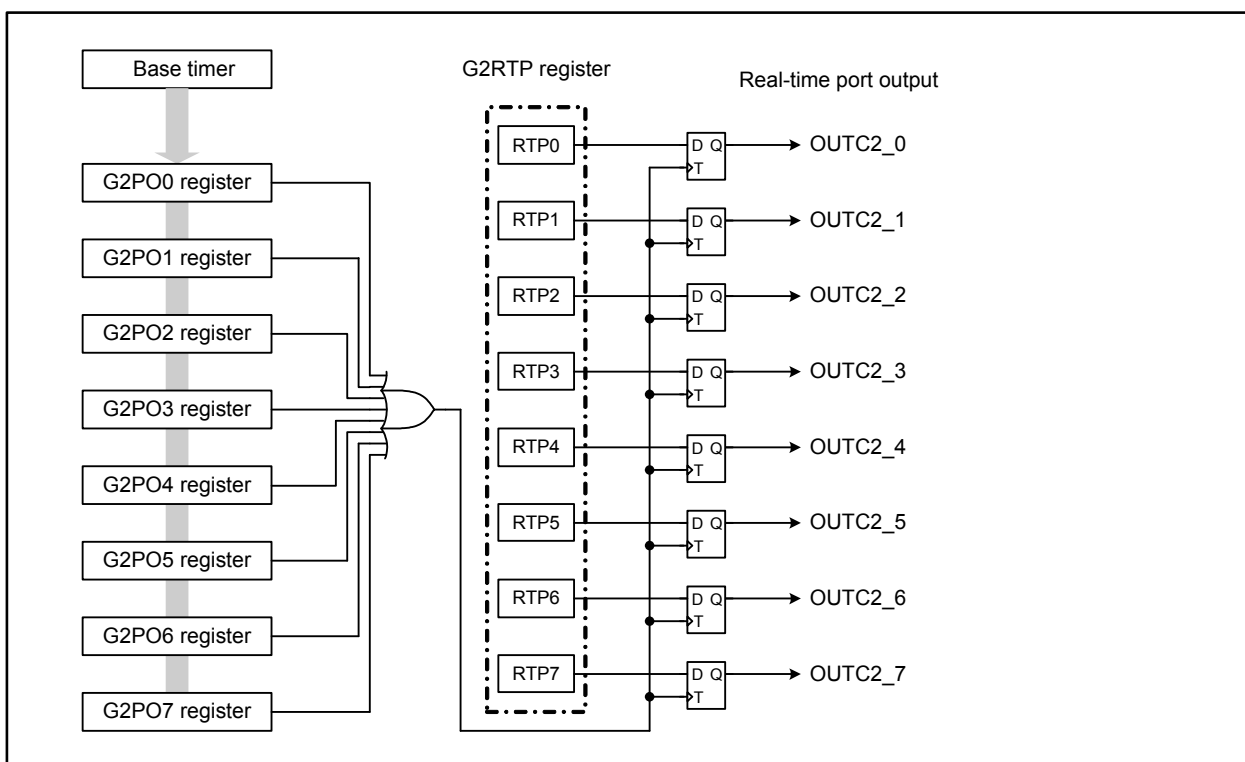 Base timer
G2RTP register
Real-time port output
G2PO0 register
G2PO1 register
G2PO2 register
G2PO3 register
G2PO4 register
G2PO5 register
G2PO6 register
G2PO7 register
RTP0
RTP1
RTP2
RTP3
RTP4
RTP5
RTP6
RTP7
D Q
T
D Q
T
D Q
T
D Q
T
D Q
T
D Q
T
D Q
T
D Q
T
OUTC2_0
OUTC2_1
OUTC2_2
OUTC2_3
OUTC2_4
OUTC2_5
OUTC2_6
OUTC2_7